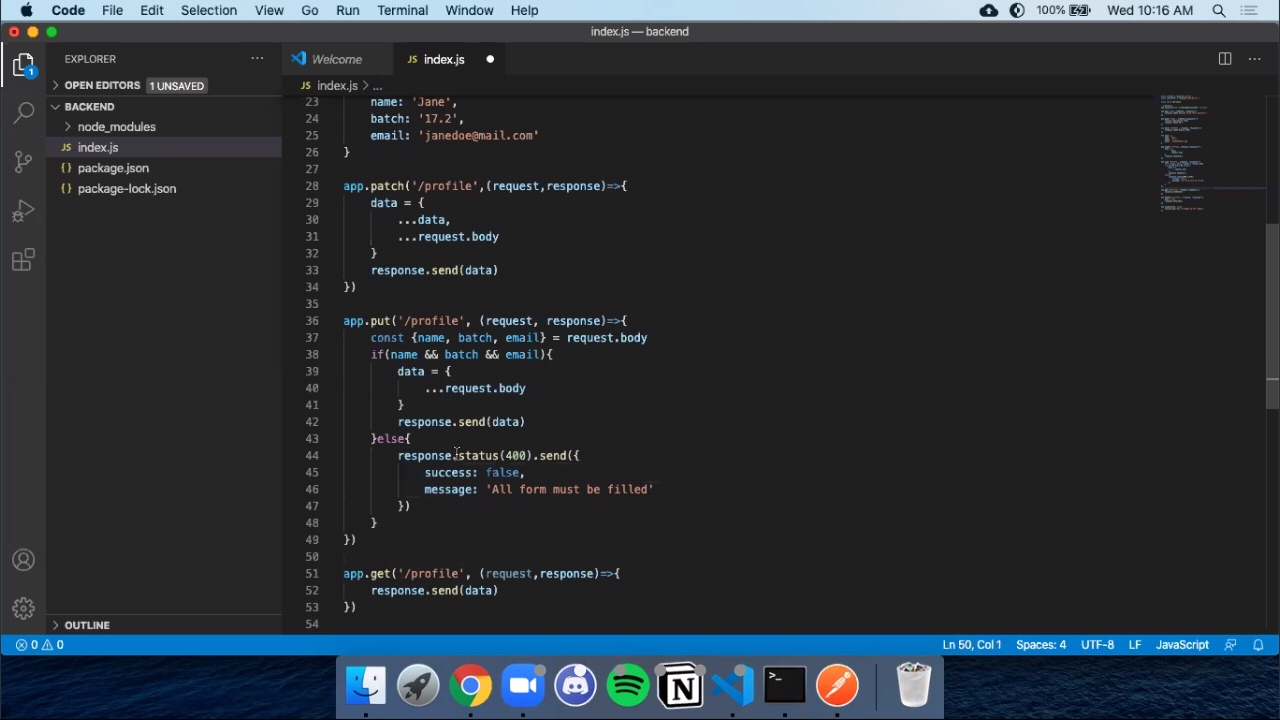 Code File Edit Selection View Go Run Terminal Window Help 100% Wed 10:16 AM
index.js — backend
EXPLORER
Welcome
JS index.js
OPEN EDITORS 1 UNSAVED
JS index.js > ...
BACKEND
node_modules
JS index.js
{} package.json
{} package-lock.json
OUTLINE
1
23 name: 'Jane',
24 batch: '17.2',
25 email: 'janedoe@mail.com'
26 }
27
28 app.patch('/profile',(request,response)=>{
29 data = {
30 ...data,
31 ...request.body
32 }
33 response.send(data)
34 })
35
36 app.put('/profile', (request, response)=>{
37 const {name, batch, email} = request.body
38 if(name && batch && email){
39 data = {
40 ...request.body
41 }
42 response.send(data)
43 }else{
44 response.status(400).send({
45 success: false,
46 message: 'All form must be filled'
47 })
48 }
49 })
50
51 app.get('/profile', (request,response)=>{
52 response.send(data)
53 })
54
0 0 Ln 50, Col 1 Spaces: 4 UTF-8 LF JavaScript